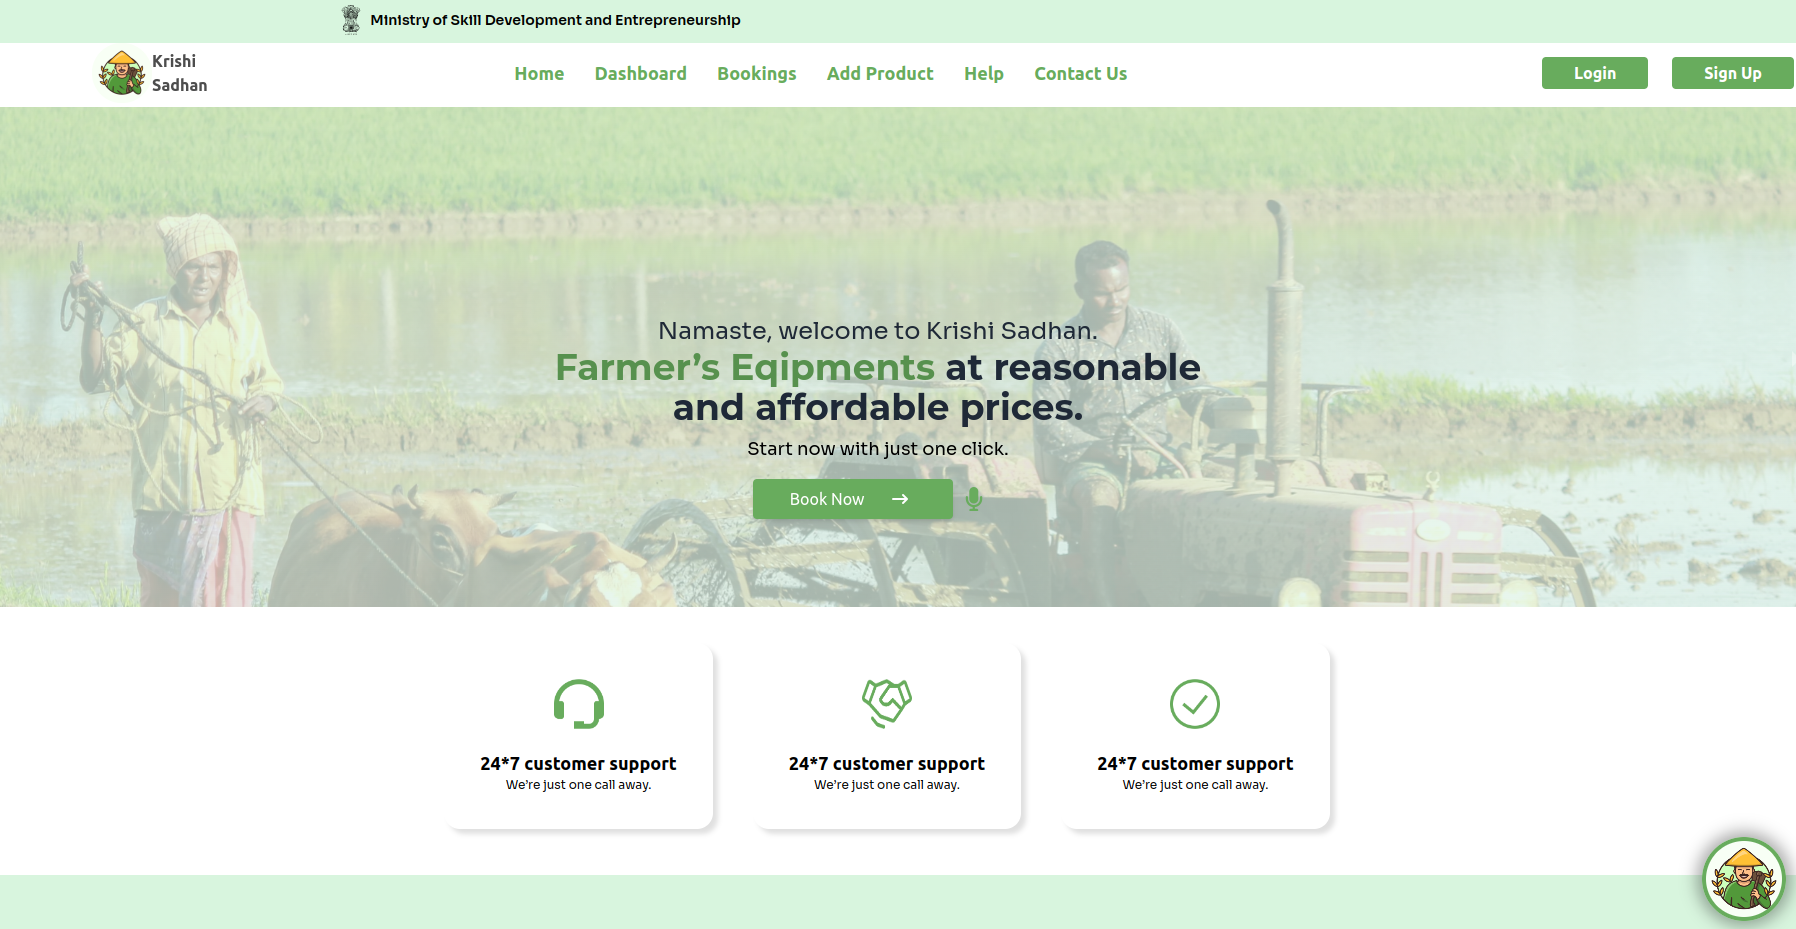 Ministry of Skill Development and Entrepreneurship
Krishi
Sadhan
Home Dashboard Bookings Add Product Help Contact Us
Login Sign Up
Namaste, welcome to Krishi Sadhan.
Farmer’s Eqipments at reasonable
and affordable prices.
Start now with just one click.
Book Now →
24*7 customer support
We’re just one call away.
24*7 customer support
We’re just one call away.
24*7 customer support
We’re just one call away.